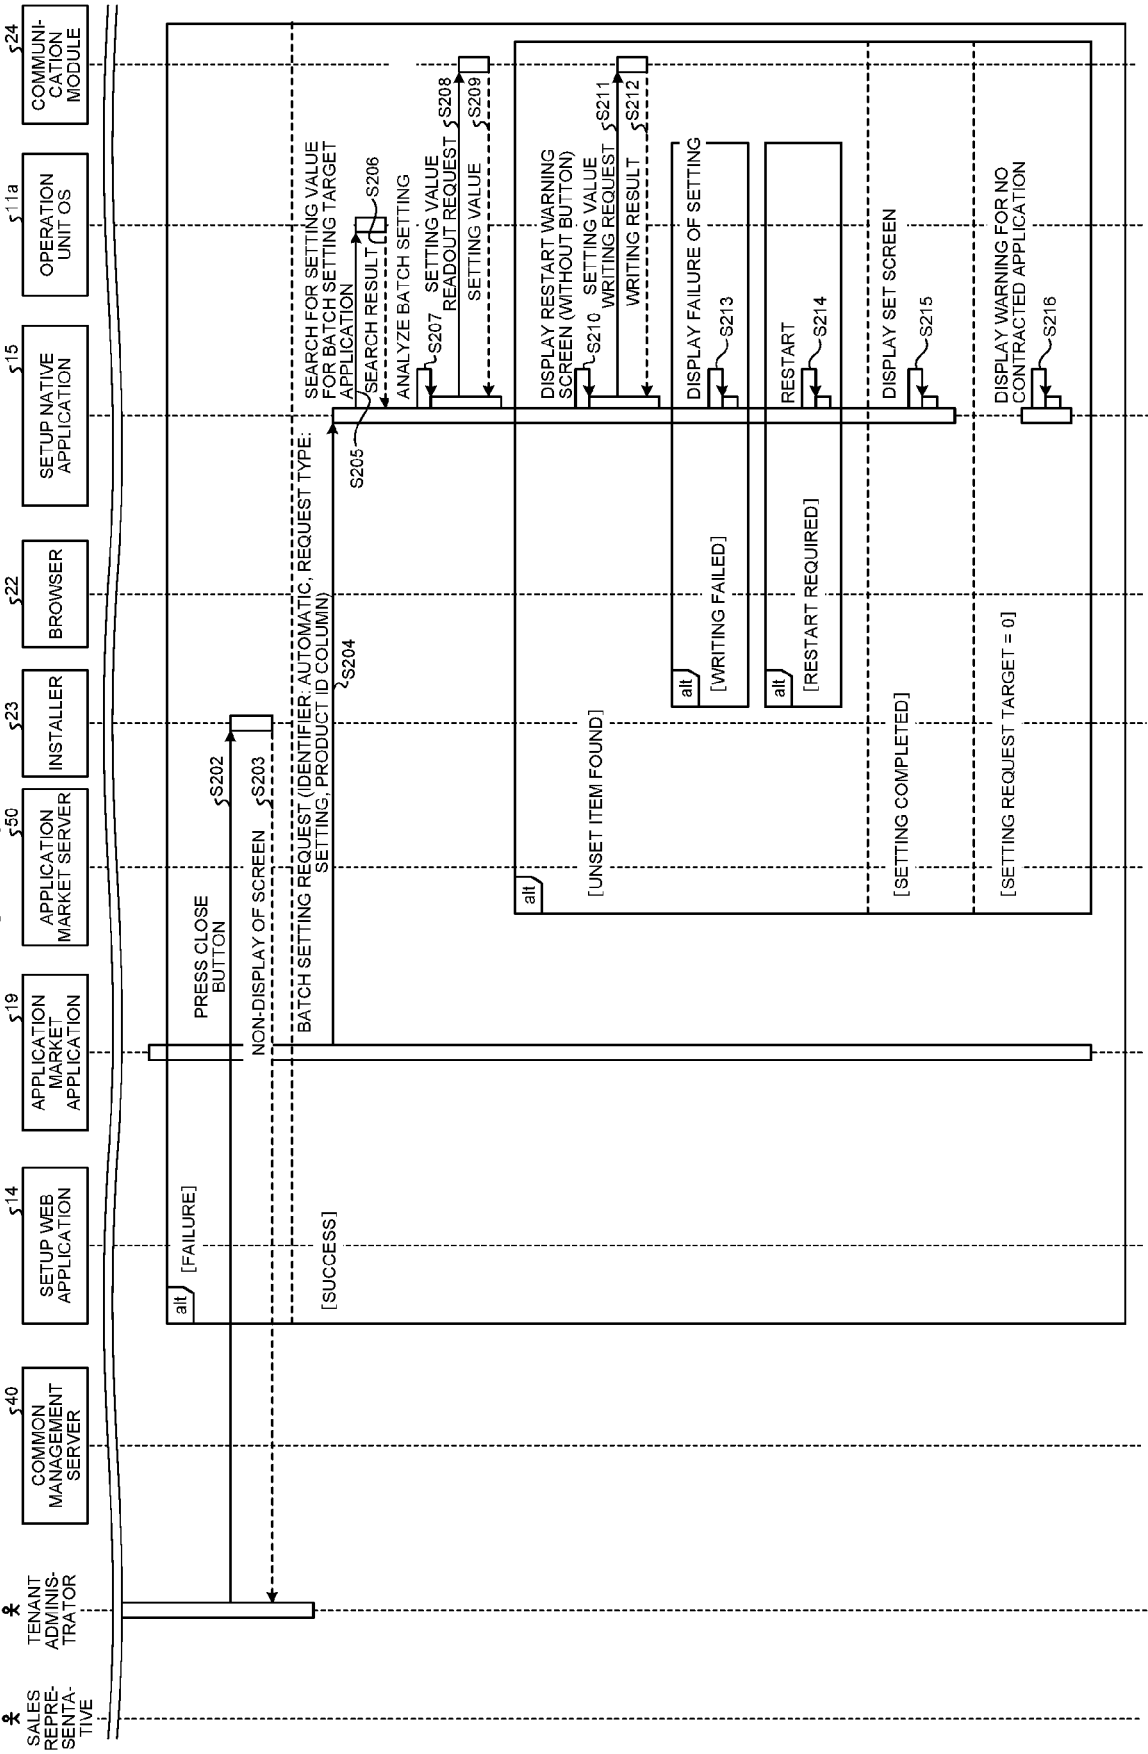 SALES
REPRE-
SENTA-
TIVE
TENANT
ADMINIS-
TRATOR
40
COMMON
MANAGEMENT
SERVER
14
SETUP WEB
APPLICATION
19
APPLICATION
MARKET
APPLICATION
50
APPLICATION
MARKET SERVER
23
INSTALLER
22
BROWSER
15
SETUP NATIVE
APPLICATION
11a
OPERATION
UNIT OS
24
COMMUNI-
CATION
MODULE
alt
[FAILURE]
PRESS CLOSE
BUTTON
S202
NON-DISPLAY OF SCREEN
S203
[SUCCESS]
BATCH SETTING REQUEST (IDENTIFIER: AUTOMATIC, REQUEST TYPE:
SETTING, PRODUCT ID COLUMN)
S204
SEARCH FOR SETTING VALUE
FOR BATCH SETTING TARGET
APPLICATION
S205
SEARCH RESULT
S206
ANALYZE BATCH SETTING
S207
SETTING VALUE
READOUT REQUEST
S208
SETTING VALUE
S209
alt
[UNSET ITEM FOUND]
DISPLAY RESTART WARNING
SCREEN (WITHOUT BUTTON)
S210
SETTING VALUE
WRITING REQUEST
S211
WRITING RESULT
S212
alt
[WRITING FAILED]
DISPLAY FAILURE OF SETTING
S213
alt
[RESTART REQUIRED]
RESTART
S214
[SETTING COMPLETED]
DISPLAY SET SCREEN
S215
[SETTING REQUEST TARGET = 0]
DISPLAY WARNING FOR NO
CONTRACTED APPLICATION
S216